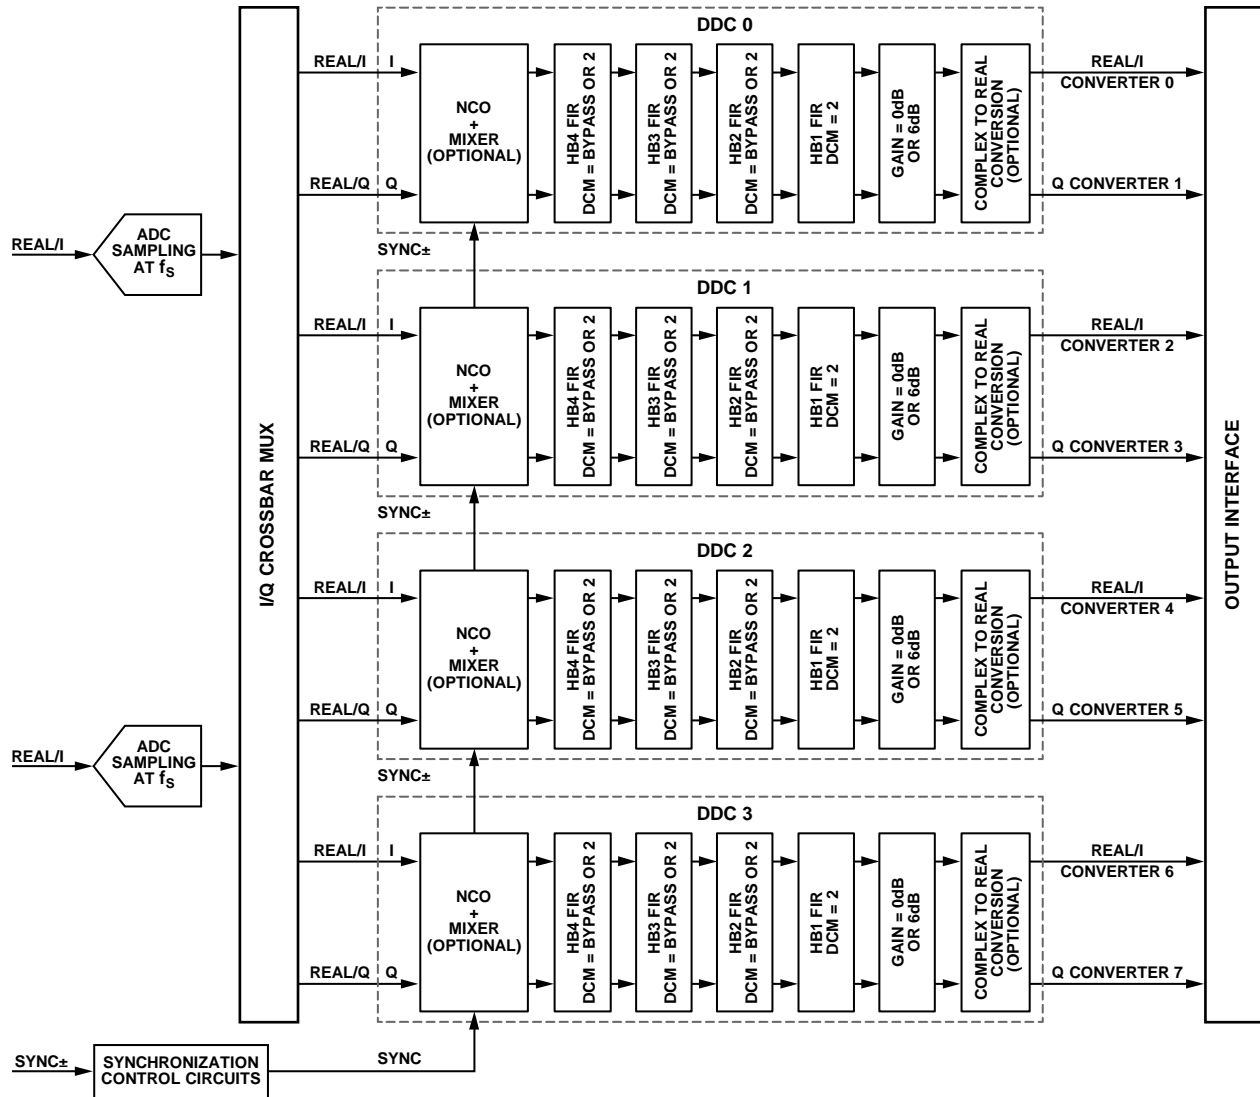 DDC 0
REAL/I I
REAL/Q Q
NCO
+
MIXER
(OPTIONAL)
HB4 FIR
DCM = BYPASS OR 2
HB3 FIR
DCM = BYPASS OR 2
HB2 FIR
DCM = BYPASS OR 2
HB1 FIR
DCM = 2
GAIN = 0dB
OR 6dB
COMPLEX TO REAL
CONVERSION
(OPTIONAL)
REAL/I
CONVERTER 0
Q CONVERTER 1
SYNC±
REAL/I
ADC
SAMPLING
AT fS
DDC 1
REAL/I I
REAL/Q Q
NCO
+
MIXER
(OPTIONAL)
HB4 FIR
DCM = BYPASS OR 2
HB3 FIR
DCM = BYPASS OR 2
HB2 FIR
DCM = BYPASS OR 2
HB1 FIR
DCM = 2
GAIN = 0dB
OR 6dB
COMPLEX TO REAL
CONVERSION
(OPTIONAL)
REAL/I
CONVERTER 2
Q CONVERTER 3
SYNC±
I/Q CROSSBAR MUX
OUTPUT INTERFACE
DDC 2
REAL/I I
REAL/Q Q
NCO
+
MIXER
(OPTIONAL)
HB4 FIR
DCM = BYPASS OR 2
HB3 FIR
DCM = BYPASS OR 2
HB2 FIR
DCM = BYPASS OR 2
HB1 FIR
DCM = 2
GAIN = 0dB
OR 6dB
COMPLEX TO REAL
CONVERSION
(OPTIONAL)
REAL/I
CONVERTER 4
Q CONVERTER 5
SYNC±
REAL/I
ADC
SAMPLING
AT fS
DDC 3
REAL/I I
REAL/Q Q
NCO
+
MIXER
(OPTIONAL)
HB4 FIR
DCM = BYPASS OR 2
HB3 FIR
DCM = BYPASS OR 2
HB2 FIR
DCM = BYPASS OR 2
HB1 FIR
DCM = 2
GAIN = 0dB
OR 6dB
COMPLEX TO REAL
CONVERSION
(OPTIONAL)
REAL/I
CONVERTER 6
Q CONVERTER 7
SYNC±
SYNCHRONIZATION
CONTROL CIRCUITS
SYNC